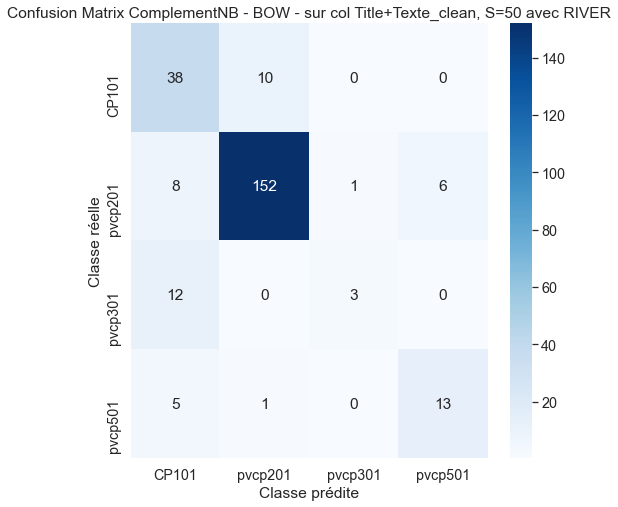 Confusion Matrix ComplementNB - BOW - sur col Title+Texte_clean, S=50 avec RIVER
CP101
38
10
0
0
pvcp201
8
152
1
6
pvcp301
12
0
3
0
pvcp501
5
1
0
13
Classe réelle
CP101
pvcp201
pvcp301
pvcp501
Classe prédite
140
120
100
80
60
40
20